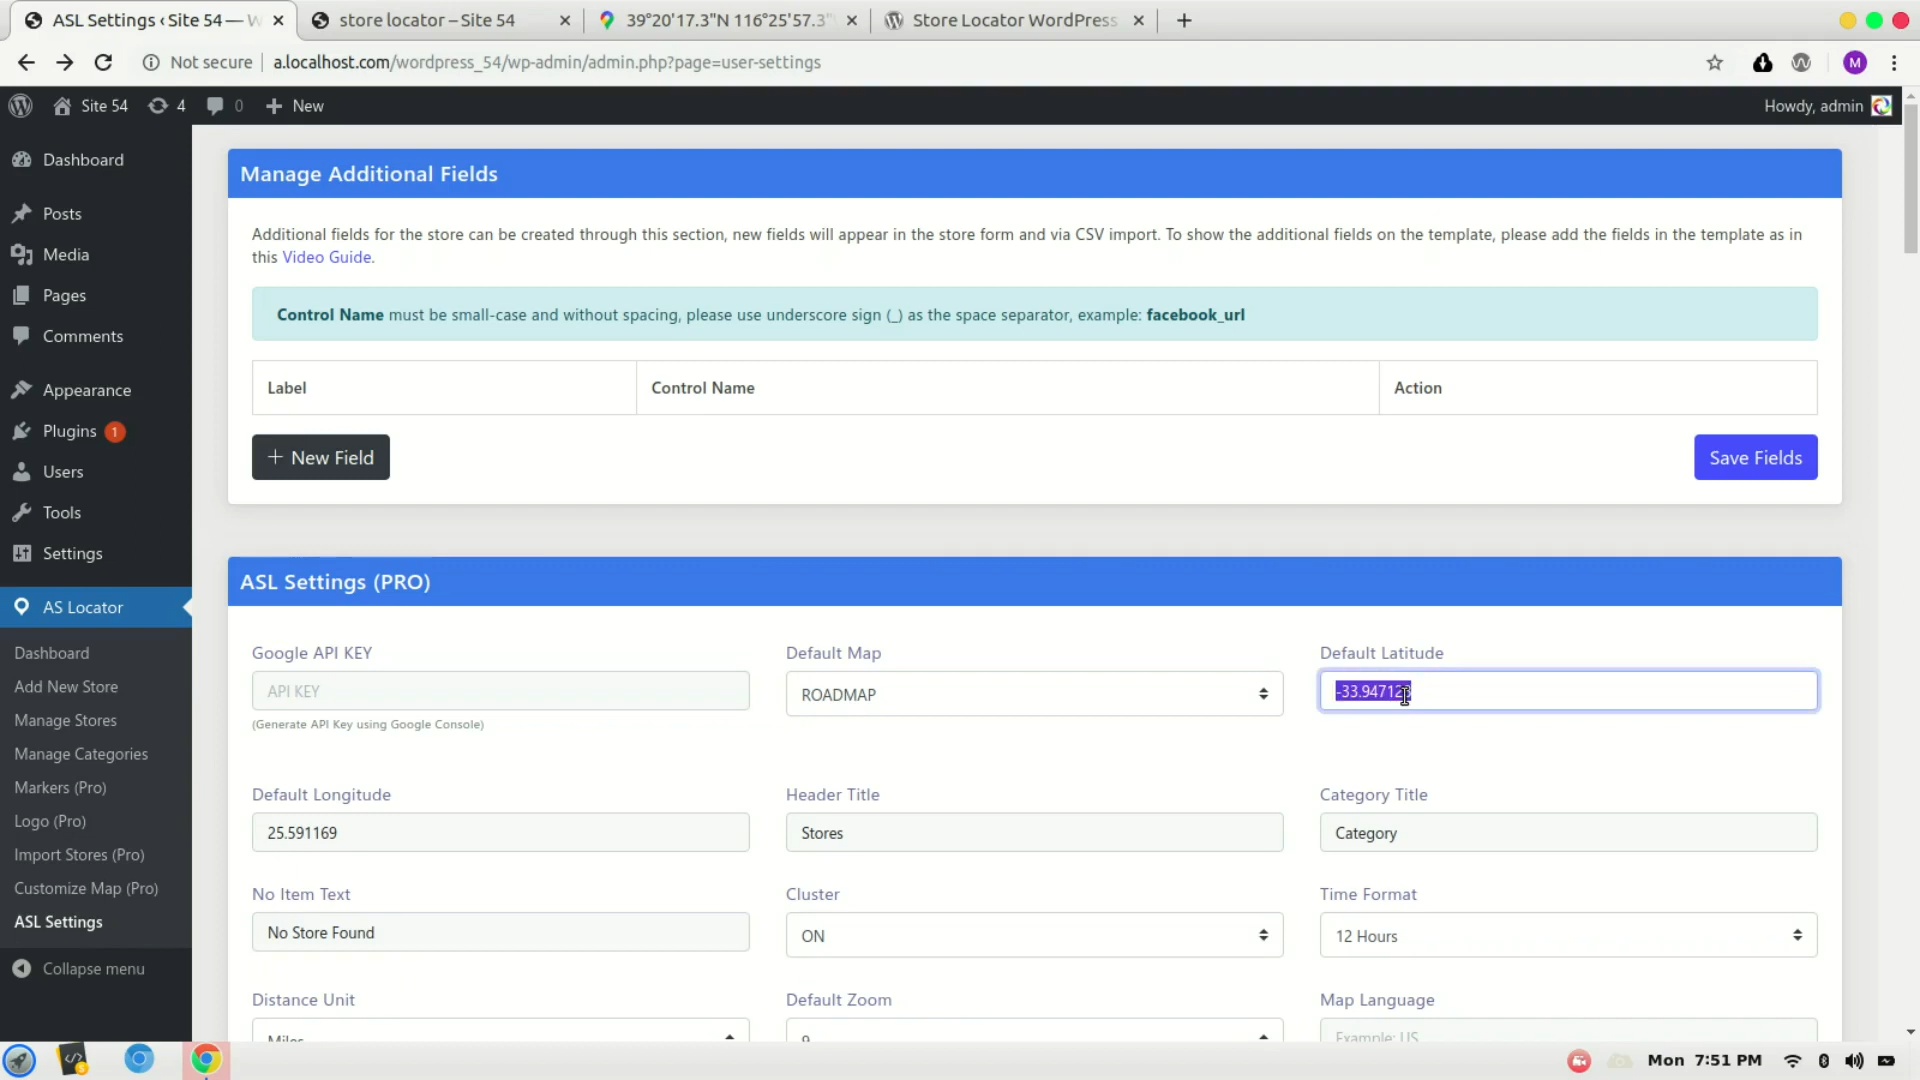 ASL Settings ‹ Site 54 — W
store locator – Site 54
39°20'17.3"N 116°25'57.3"
Store Locator WordPress
Not secure
a.localhost.com/wordpress_54/wp-admin/admin.php?page=user-settings
M
Site 54
4
0
New
Howdy, admin
Dashboard
Posts
Media
Pages
Comments
Appearance
Plugins 1
Users
Tools
Settings
AS Locator
Dashboard
Add New Store
Manage Stores
Manage Categories
Markers (Pro)
Logo (Pro)
Import Stores (Pro)
Customize Map (Pro)
ASL Settings
Collapse menu
Manage Additional Fields
Additional fields for the store can be created through this section, new fields will appear in the store form and via CSV import. To show the additional fields on the template, please add the fields in the template as in
this Video Guide.
Control Name must be small-case and without spacing, please use underscore sign (_) as the space separator, example: facebook_url
Label Control Name Action
+ New Field
Save Fields
ASL Settings (PRO)
Google API KEY
API KEY
(Generate API Key using Google Console)
Default Map
ROADMAP
Default Latitude
Default Longitude
25.591169
Header Title
Stores
Category Title
Category
No Item Text
No Store Found
Cluster
ON
Time Format
12 Hours
Distance Unit
Miles
Default Zoom
9
Map Language
Example: US
Mon 7:51 PM